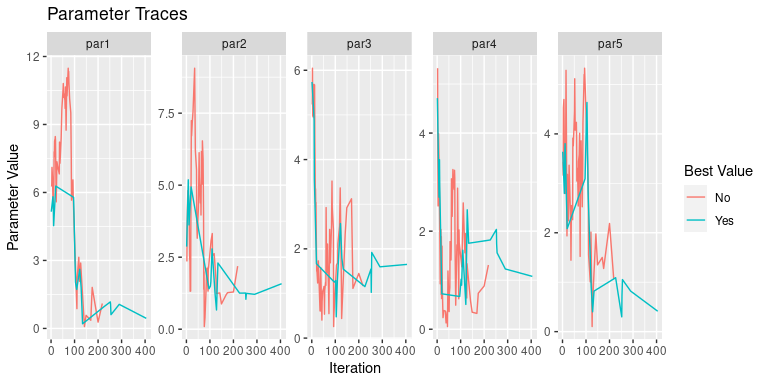 Parameter Traces
par1 par2 par3 par4 par5
12
9
6
3
0
7.5
5.0
2.5
0.0
6
4
2
0
4
2
0
4
2
0
0 100 200 300 400 0 100 200 300 400 0 100 200 300 400 0 100 200 300 400 0 100 200 300 400
Parameter Value
Iteration
Best Value
No
Yes